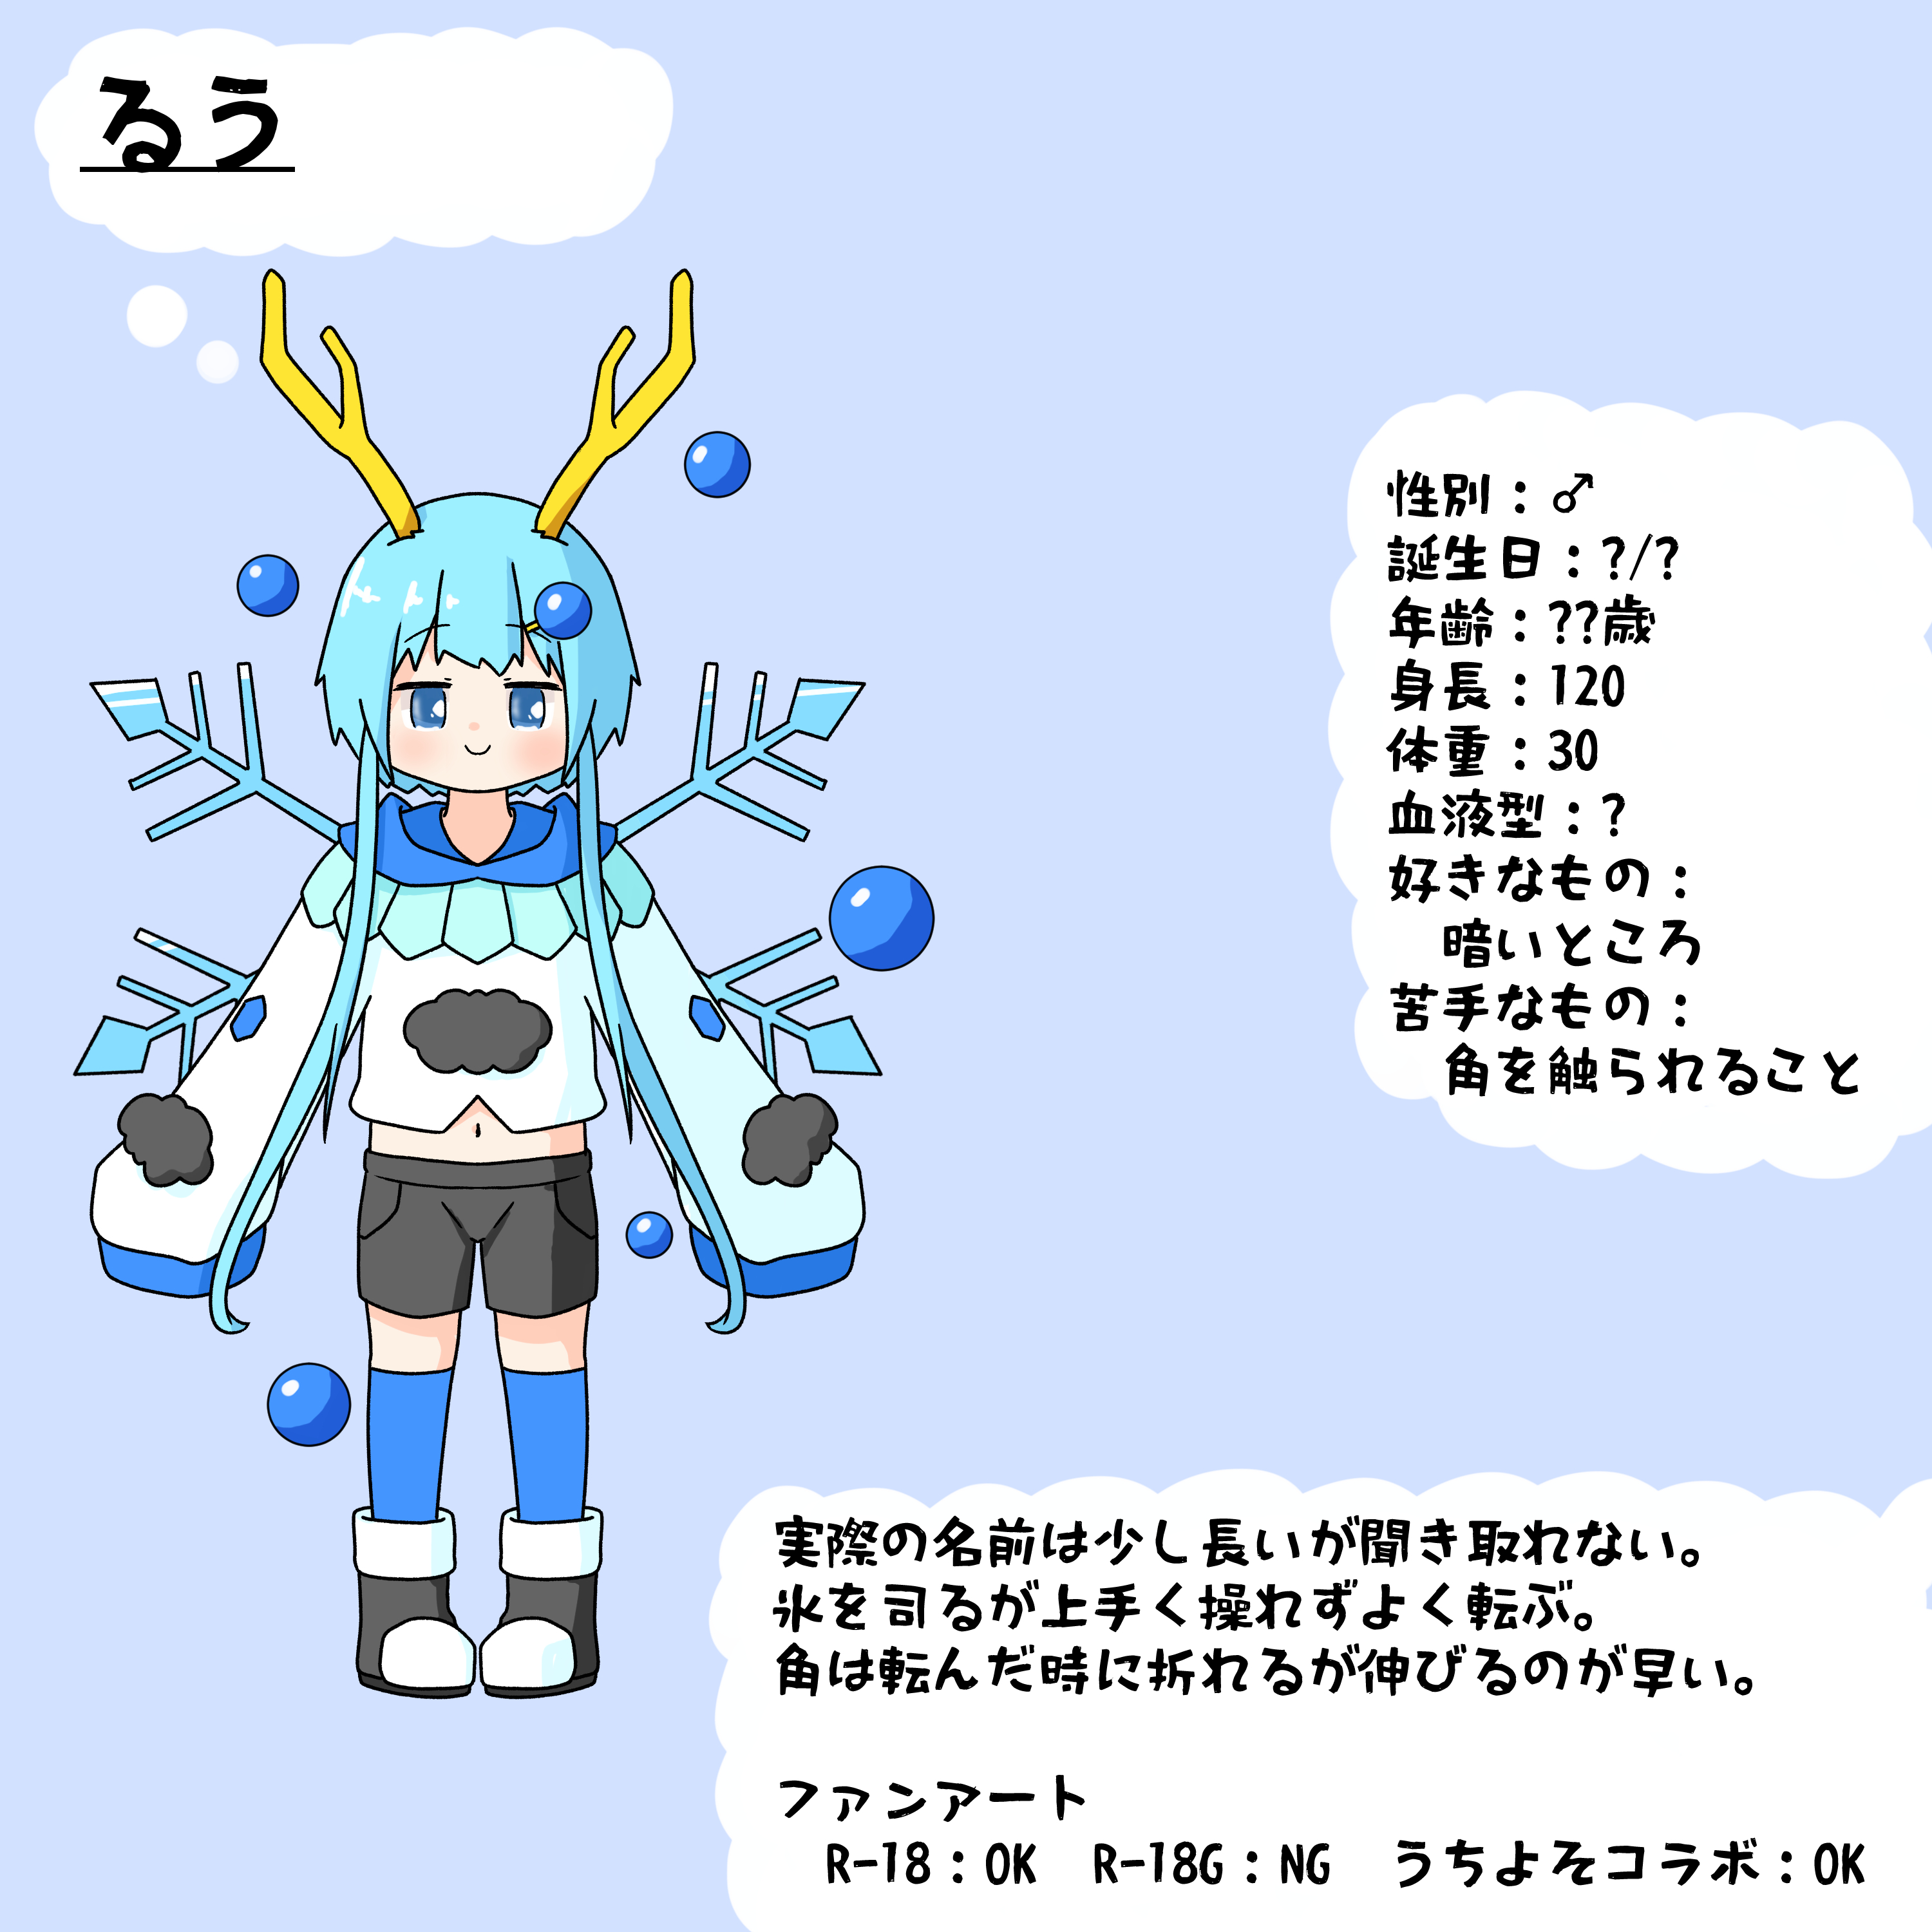 るう
性別：♂
誕生日：?/?
年齢：??歳
身長：120
体重：30
血液型：?
好きなもの：
暗いところ
苦手なもの：
角を触られること
実際の名前は少し長いが聞き取れない。
氷を司るが上手く操れずよく転ぶ。
角は転んだ時に折れるが伸びるのが早い。
ファンアート
R-18：OK　R-18G：NG　うちよそコラボ：OK